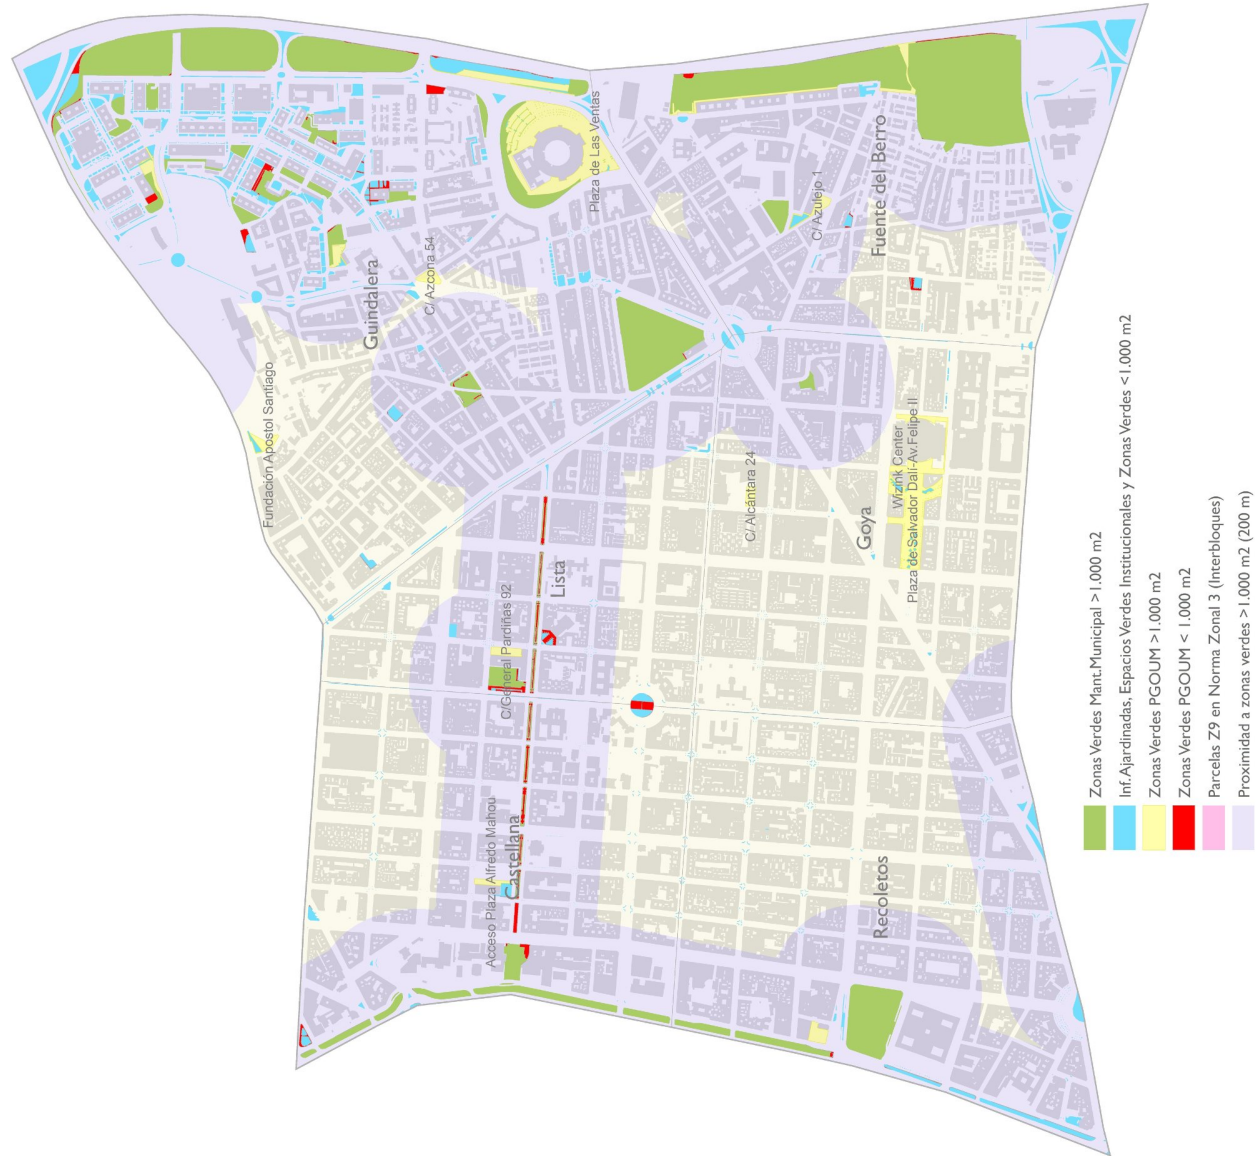 Fundación Apostol Santiago
Guindalera
C/ Azcona 54
Plaza de Las Ventas
C/ Azulejo 1
Fuente del Berro
C/ Alcántara 24
Goya
Wizink Center
Plaza de Salvador Dalí-Av.Felipe II
Lista
C/General Pardiñas 92
Acceso Plaza Alfredo Mahou
Castellana
Recoletos
Zonas Verdes Mant.Municipal >1.000 m2
Inf.Ajardinadas, Espacios Verdes Institucionales y Zonas Verdes <1.000 m2
Zonas Verdes PGOUM >1.000 m2
Zonas Verdes PGOUM < 1.000 m2
Parcelas Z9 en Norma Zonal 3 (Interbloques)
Proximidad a zonas verdes >1.000 m2 (200 m)